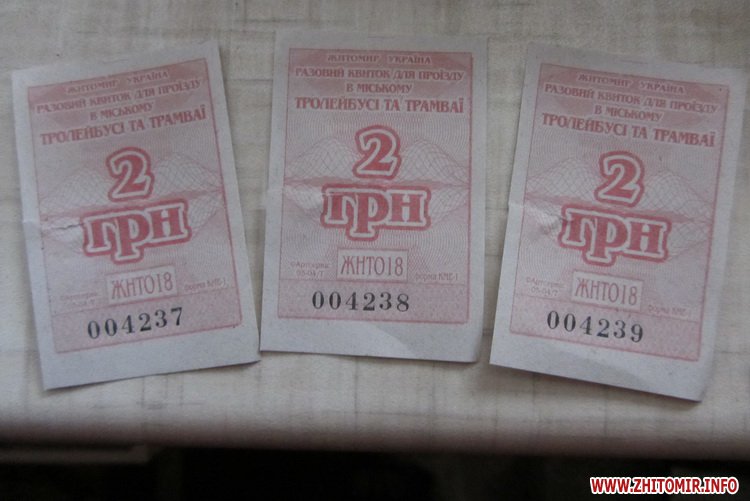 ЖИТОМИР УКРАЇНА
РАЗОВИЙ КВИТОК ДЛЯ ПРОЇЗДУ
В МІСЬКОМУ
ТРОЛЕЙБУСІ ТА ТРАМВАЇ
2
ГРН
ЖНТО18
004237
ЖИТОМИР УКРАЇНА
РАЗОВИЙ КВИТОК ДЛЯ ПРОЇЗДУ
В МІСЬКОМУ
ТРОЛЕЙБУСІ ТА ТРАМВАЇ
2
ГРН
ЖНТО18
004238
ЖИТОМИР УКРАЇНА
РАЗОВИЙ КВИТОК ДЛЯ ПРОЇЗДУ
В МІСЬКОМУ
ТРОЛЕЙБУСІ ТА ТРАМВАЇ
2
ГРН
ЖНТО18
004239
WWW.ZHITOMIR.INFO